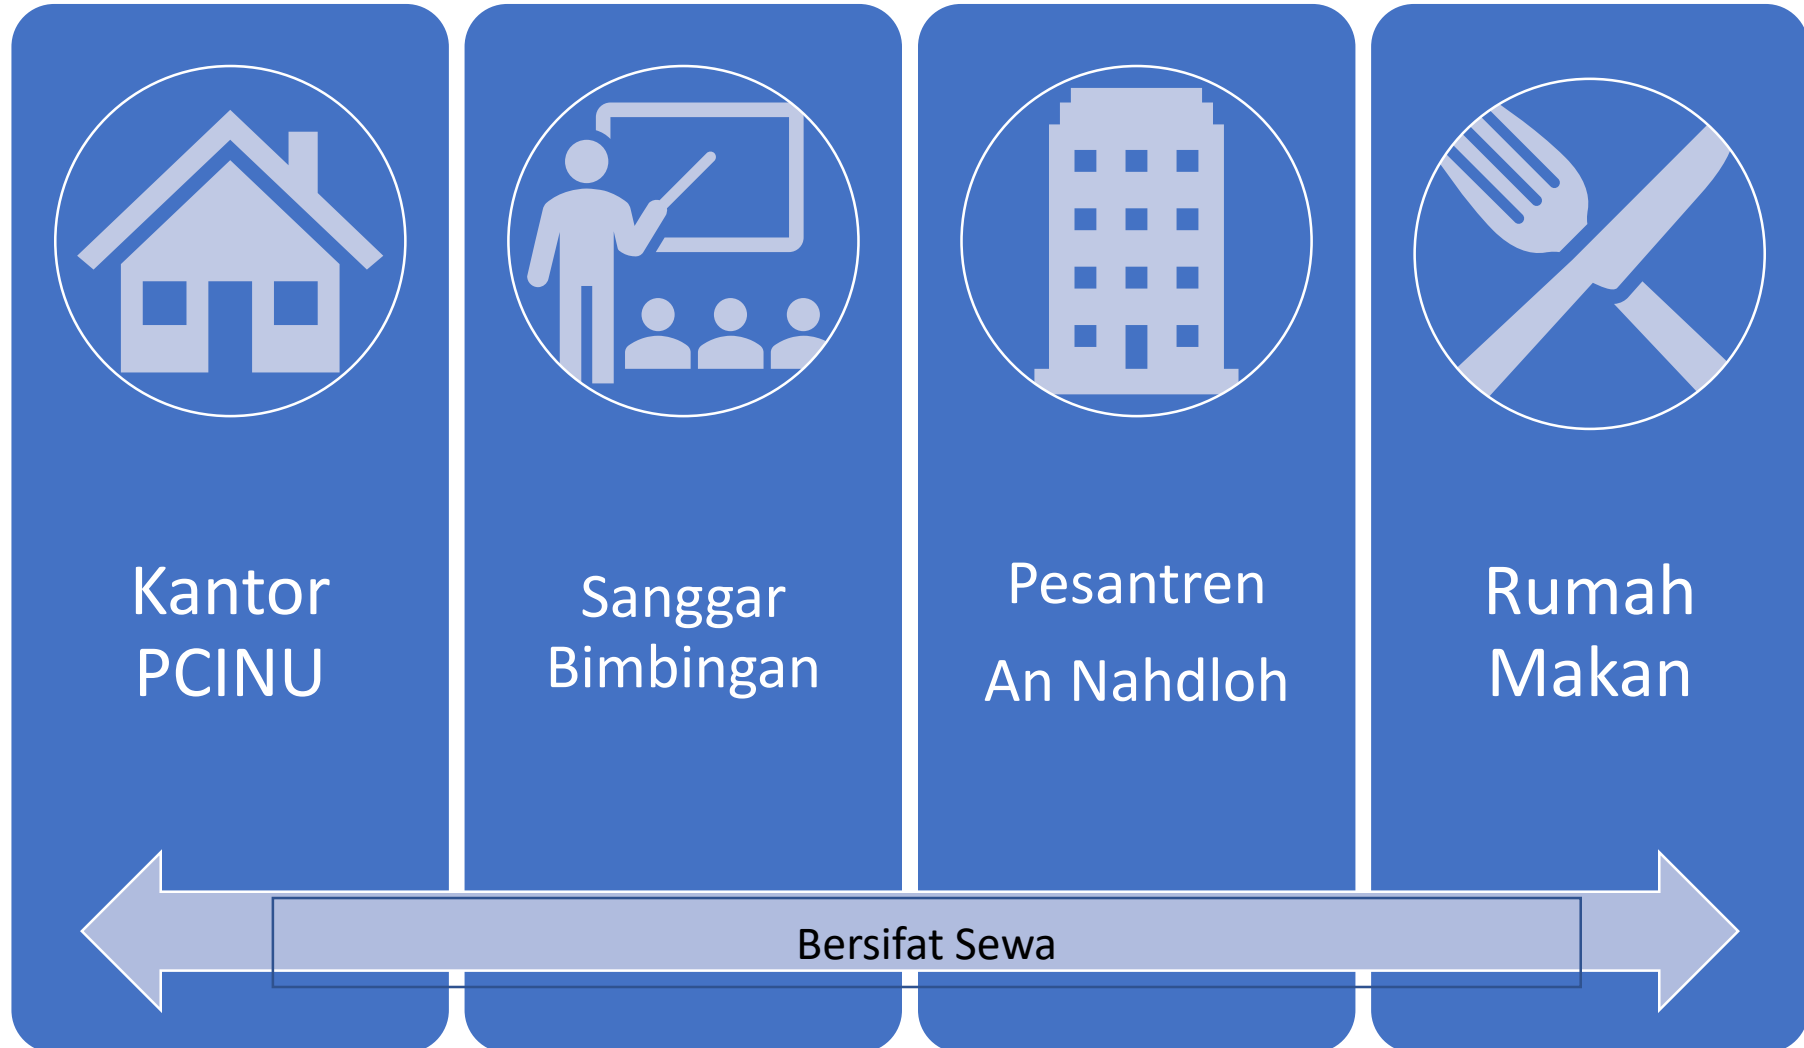 Kantor
PCINU
Sanggar
Bimbingan
Pesantren
An Nahdloh
Rumah
Makan
Bersifat Sewa